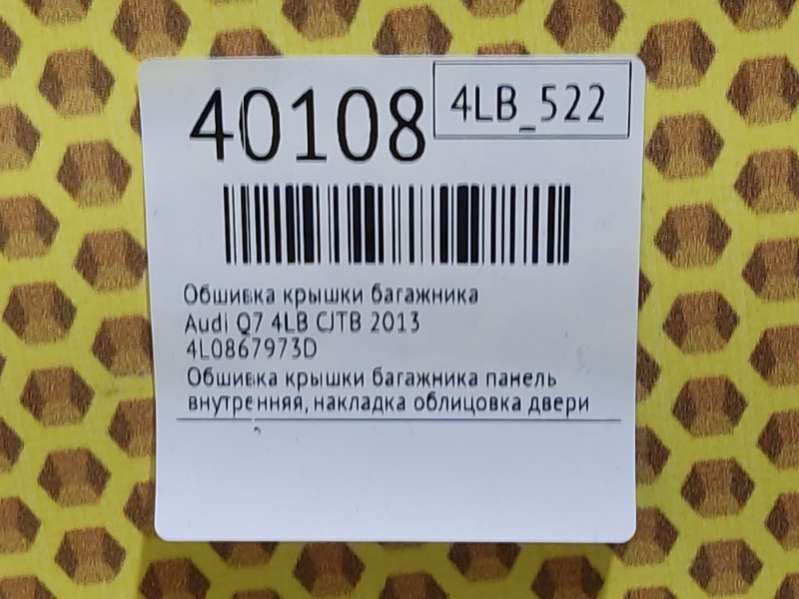 40108
4LB_522
Обшивка крышки багажника
Audi Q7 4LB CJTB 2013
4L0867973D
Обшивка крышки багажника панель
внутренняя, накладка облицовка двери